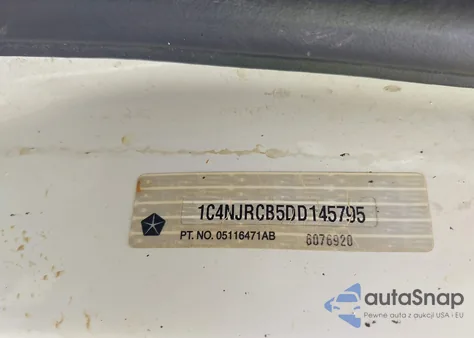 1C4NJRCB5DD145795
PT. NO. 05116471AB 6076920
autoSnap
Pewne auta z aukcji USA i EU